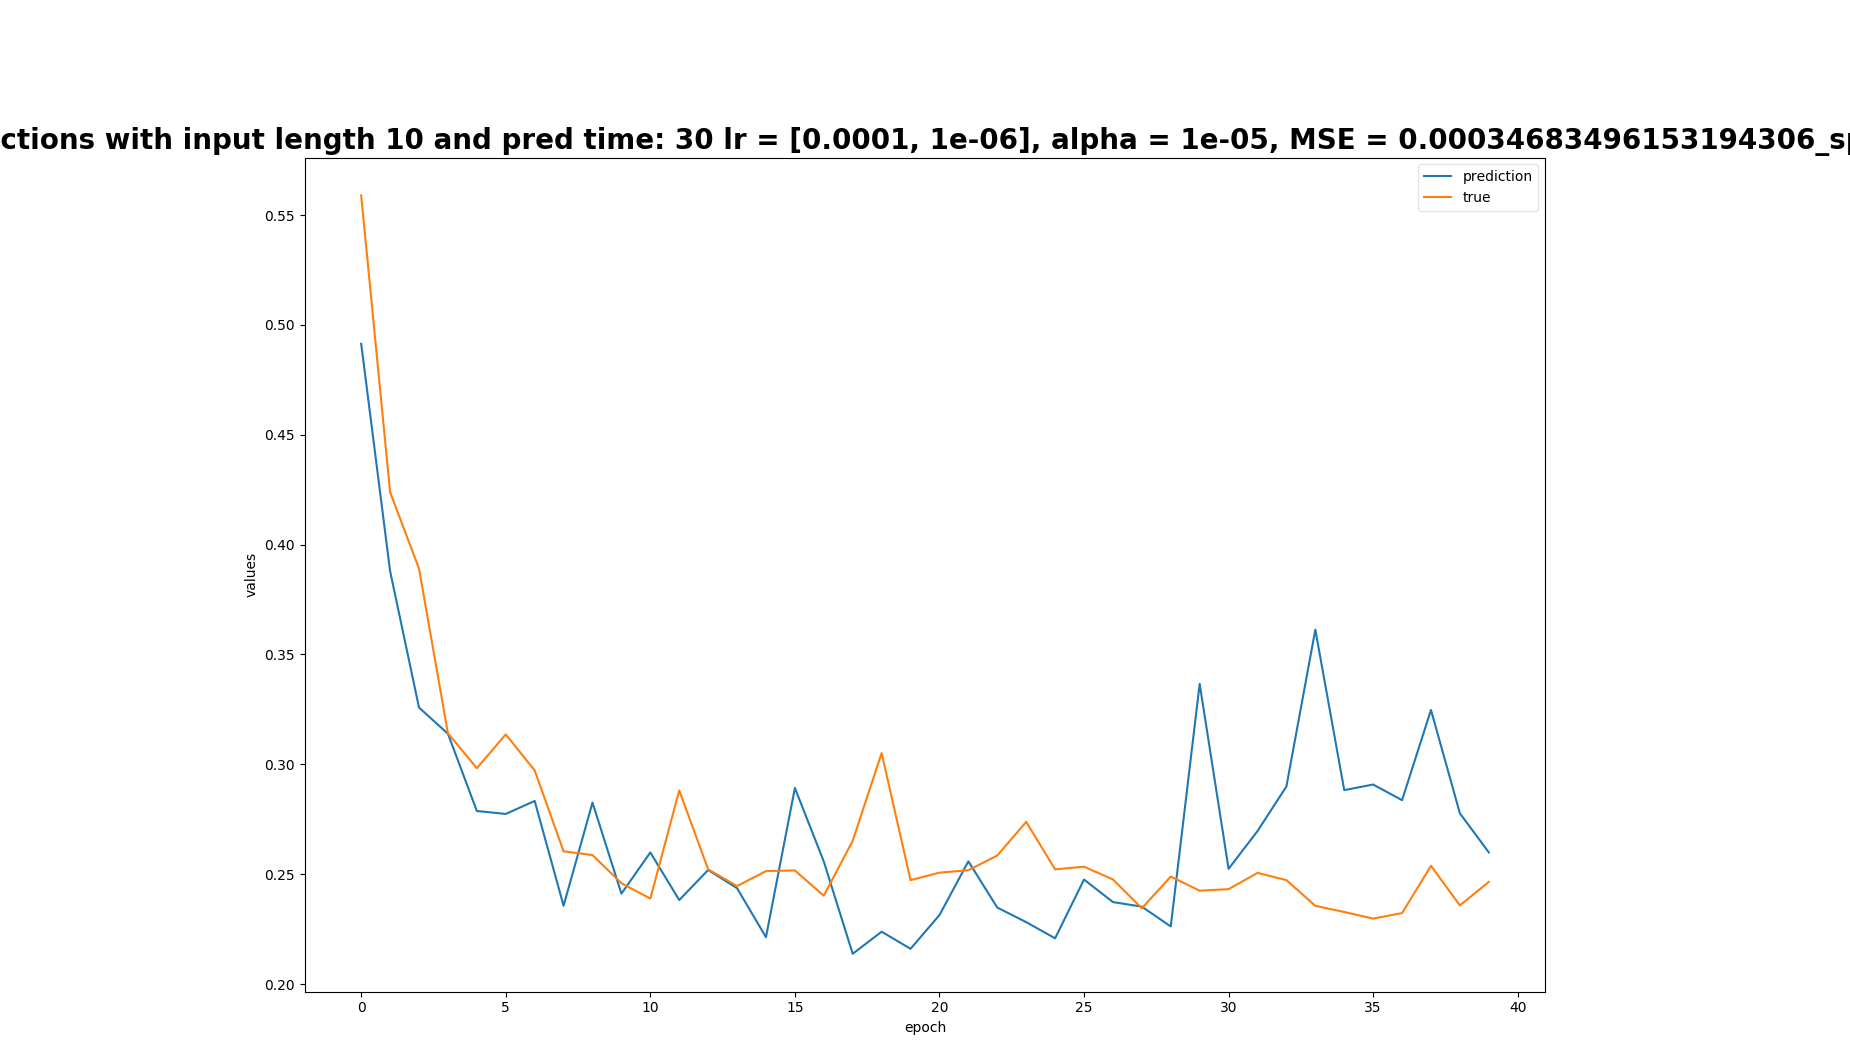 ctions with input length 10 and pred time: 30 lr = [0.0001, 1e-06], alpha = 1e-05, MSE = 0.00034683496153194306_sp
prediction
true
0.55
0.50
0.45
0.40
0.35
0.30
0.25
0.20
values
0 5 10 15 20 25 30 35 40
epoch